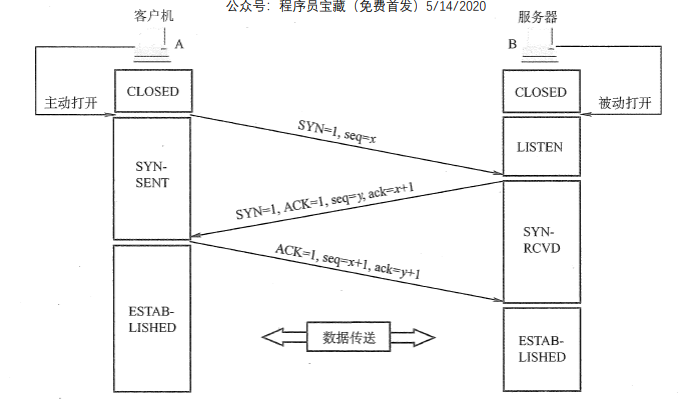 公众号：程序员宝藏（免费首发）5/14/2020
客户机
服务器
A
B
CLOSED
CLOSED
主动打开
被动打开
SYN=1, seq=x
LISTEN
SYN-
SENT
SYN=1, ACK=1, seq=y, ack=x+1
SYN-
RCVD
ACK=1, seq=x+1, ack=y+1
ESTAB-
LISHED
数据传送
ESTAB-
LISHED